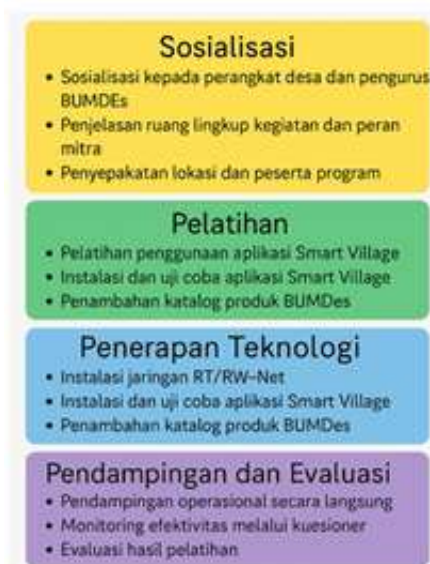 Sosialisasi
• Sosialisasi kepada perangkat desa dan pengurus
BUMDEs
• Penjelasan ruang lingkup kegiatan dan peran
mitra
• Penyepakatan lokasi dan peserta program
Pelatihan
• Pelatihan penggunaan aplikasi Smart Village
• Instalasi dan uji coba aplikasi Smart Village
• Penambahan katalog produk BUMDes
Penerapan Teknologi
• Instalasi jaringan RT/RW-Net
• Instalasi dan uji coba aplikasi Smart Village
• Penambahan katalog produk BUMDes
Pendampingan dan Evaluasi
• Pendampingan operasional secara langsung
• Monitoring efektivitas melalui kuesioner
• Evaluasi hasil pelatihan